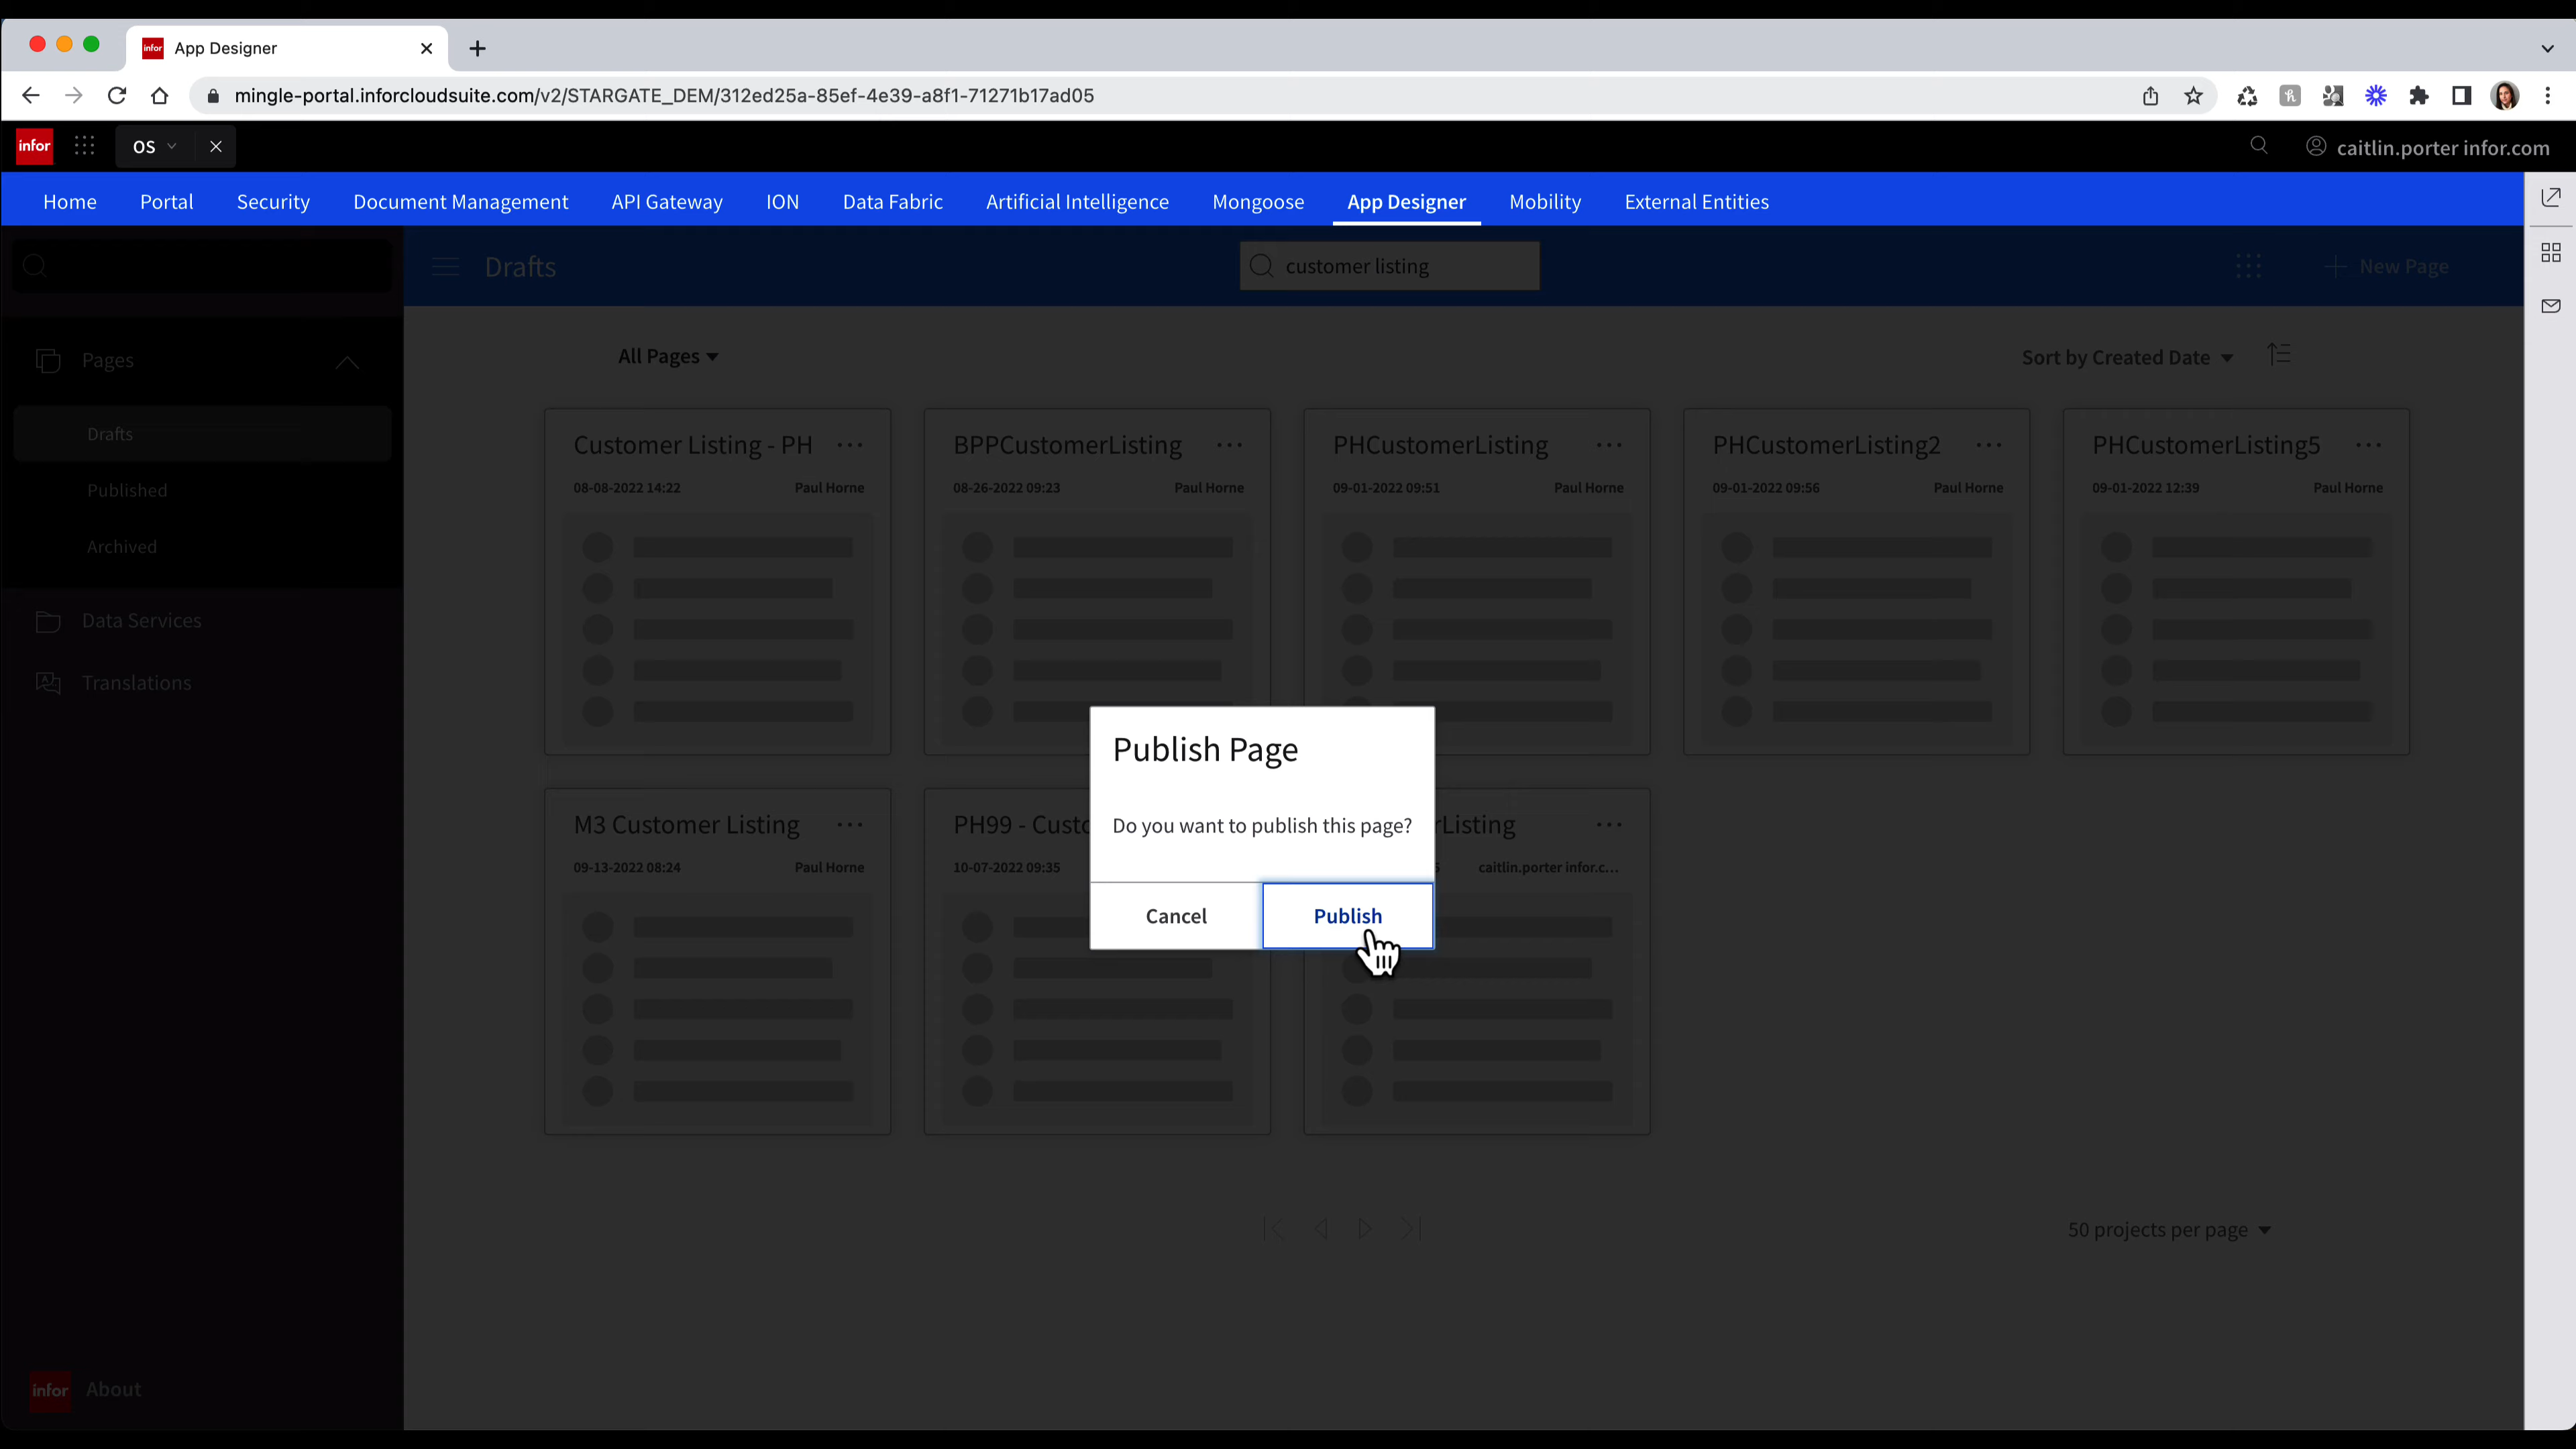 infor App Designer
mingle-portal.inforcloudsuite.com/v2/STARGATE_DEM/312ed25a-85ef-4e39-a8f1-71271b17ad05
infor OS caitlin.porter infor.com
Home Portal Security Document Management API Gateway ION Data Fabric Artificial Intelligence Mongoose App Designer Mobility External Entities
Drafts customer listing New Page
All Pages Sort by Created Date
Pages
Drafts
Published
Archived
Data Services
Translations
Customer Listing - PH
08-08-2022 14:22 Paul Horne
BPPCustomerListing
08-26-2022 09:23 Paul Horne
PHCustomerListing
09-01-2022 09:51 Paul Horne
PHCustomerListing2
09-01-2022 09:56 Paul Horne
PHCustomerListing5
09-01-2022 12:39 Paul Horne
M3 Customer Listing
09-13-2022 08:24 Paul Horne
PH99 - Custo
10-07-2022 09:35
rListing
caitlin.porter infor.c...
Publish Page
Do you want to publish this page?
Cancel Publish
50 projects per page
infor About